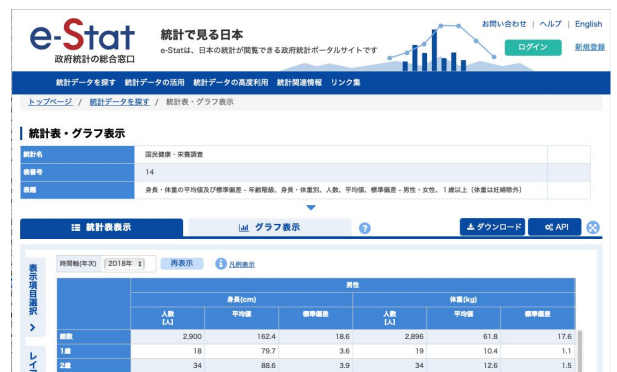 e-Stat
政府統計の総合窓口
統計で見る日本
e-Statは、日本の統計が閲覧できる政府統計ポータルサイトです
お問い合わせ | ヘルプ | English
ログイン 新規登録
統計データを探す 統計データの活用 統計データの高度利用 統計関連情報 リンク集
トップページ / 統計データを探す / 統計表・グラフ表示
統計表・グラフ表示
統計名 国民健康・栄養調査
表番号 14
表題 身長・体重の平均値及び標準偏差 - 年齢階級、身長・体重別、人数、平均値、標準偏差 - 男性・女性、1歳以上〔体重は妊婦除外〕
統計表表示 グラフ表示 ? ダウンロード API
表示項目選択
レイア
時間軸(年次) 2018年 再表示 i 凡例表示
男性
身長(cm) 体重(kg)
人数【人】 平均値 標準偏差 人数【人】 平均値 標準偏差
総数 2,900 162.4 18.6 2,896 61.8 17.6
1歳 18 79.7 3.6 19 10.4 1.1
2歳 34 88.6 3.9 34 12.6 1.5